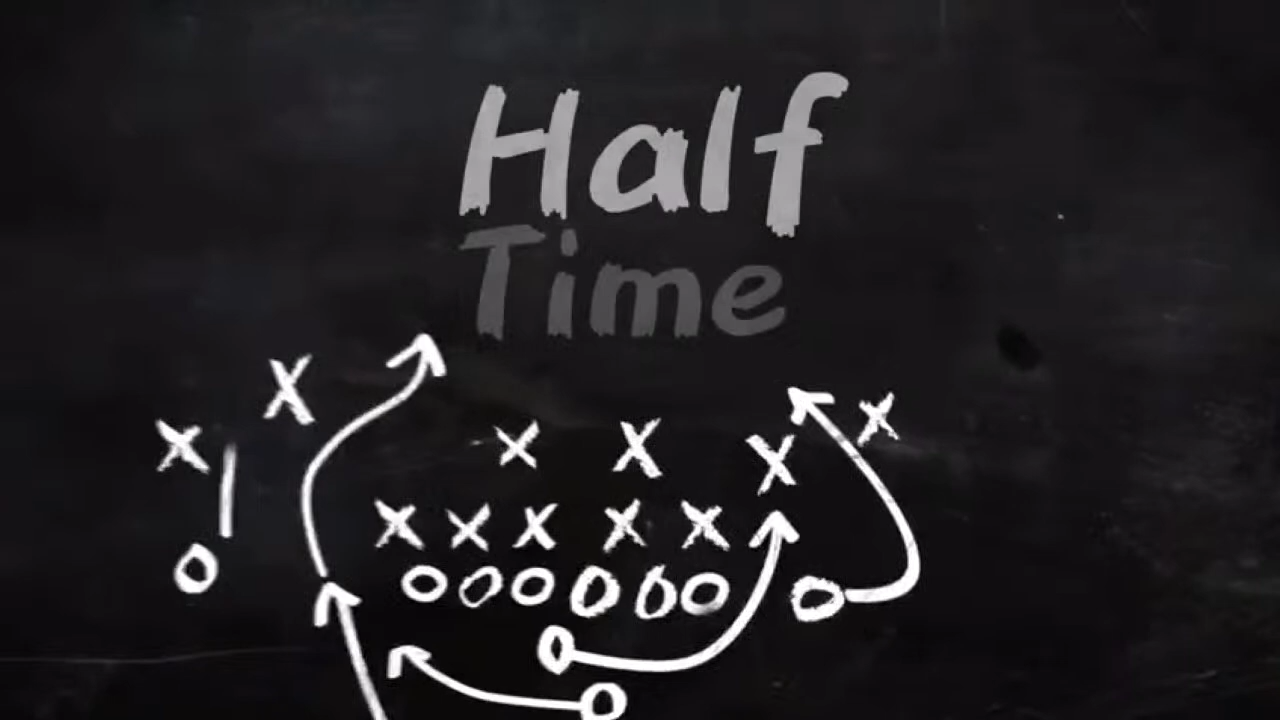 Half
Time
X
X
X X X X
X X X X X
O O O O O O O O
O
O